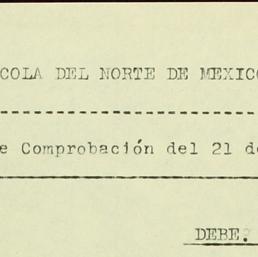 COLA DEL NORTE DE MEXICO
e Comprobación del 21 de
DEBE.